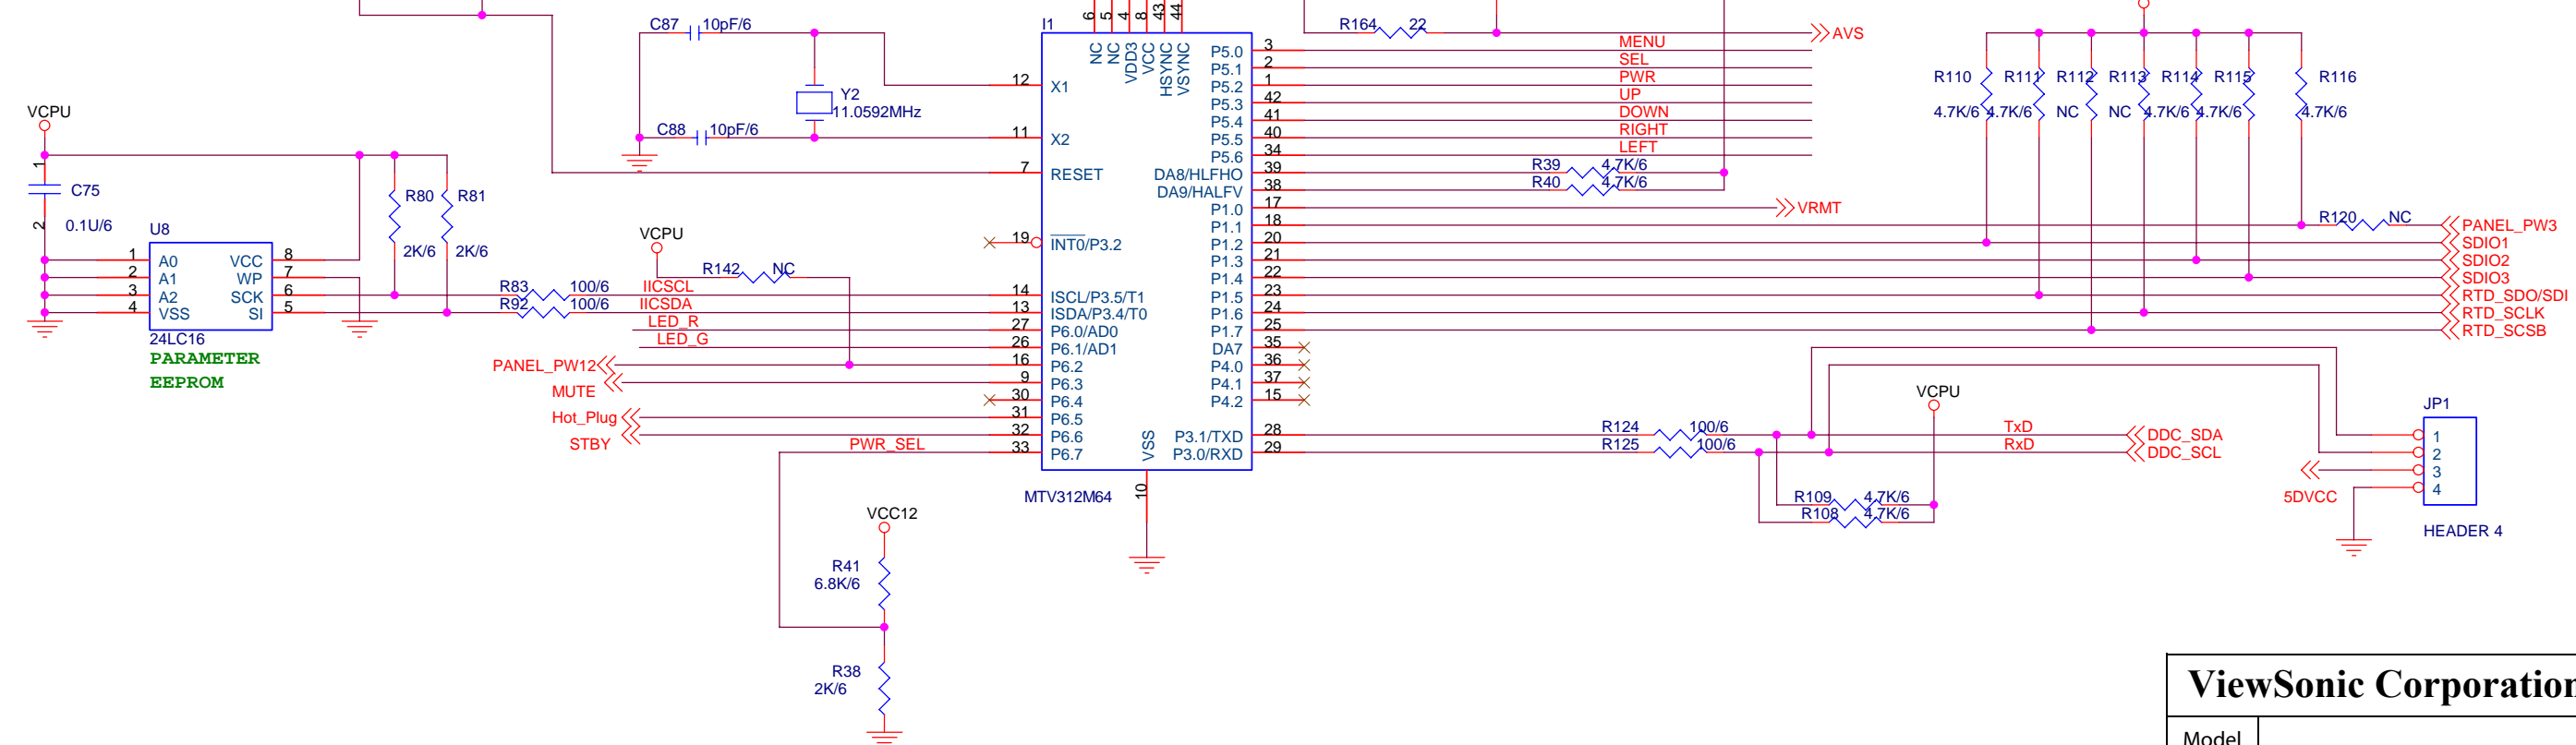 C87 10pF/6
Y2
11.0592MHz
C88 10pF/6
VCPU
1
C75
2
0.1U/6
R80 R81
2K/6 2K/6
U8
1 A0 VCC 8
2 A1 WP 7
3 A2 SCK 6
4 VSS SI 5
24LC16
PARAMETER
EEPROM
R83 100/6 IICSCL
R92 100/6 IICSDA
VCPU
R142 NC
LED_R
LED_G
PANEL_PW12
MUTE
Hot_Plug
STBY
PWR_SEL
VCC12
R41
6.8K/6
R38
2K/6
I1
6 5 4 8 43 44
NC NC VDD3 VCC HSYNC VSYNC
12 X1
11 X2
7 RESET
19 INT0/P3.2
14 ISCL/P3.5/T1
13 ISDA/P3.4/T0
27 P6.0/AD0
26 P6.1/AD1
16 P6.2
9 P6.3
30 P6.4
31 P6.5
32 P6.6
33 P6.7
VSS
10
MTV312M64
P5.0 3 MENU
P5.1 2 SEL
P5.2 1 PWR
P5.3 42 UP
P5.4 41 DOWN
P5.5 40 RIGHT
P5.6 34 LEFT
DA8/HLFHO 39 R39 4.7K/6
DA9/HALFV 38 R40 4.7K/6
P1.0 17 VRMT
P1.1 18
P1.2 20
P1.3 21
P1.4 22
P1.5 23
P1.6 24
P1.7 25
DA7 35
P4.0 36
P4.1 37
P4.2 15
P3.1/TXD 28
P3.0/RXD 29
R164 22 AVS
R110 R111 R112 R113 R114 R115 R116
4.7K/6 4.7K/6 NC NC 4.7K/6 4.7K/6 4.7K/6
R120 NC PANEL_PW3
SDIO1
SDIO2
SDIO3
RTD_SDO/SDI
RTD_SCLK
RTD_SCSB
R124 100/6 TxD DDC_SDA
R125 100/6 RxD DDC_SCL
VCPU
R109 4.7K/6
R108 4.7K/6
JP1
1
2
3
4
5DVCC
HEADER 4
ViewSonic Corporation
Model